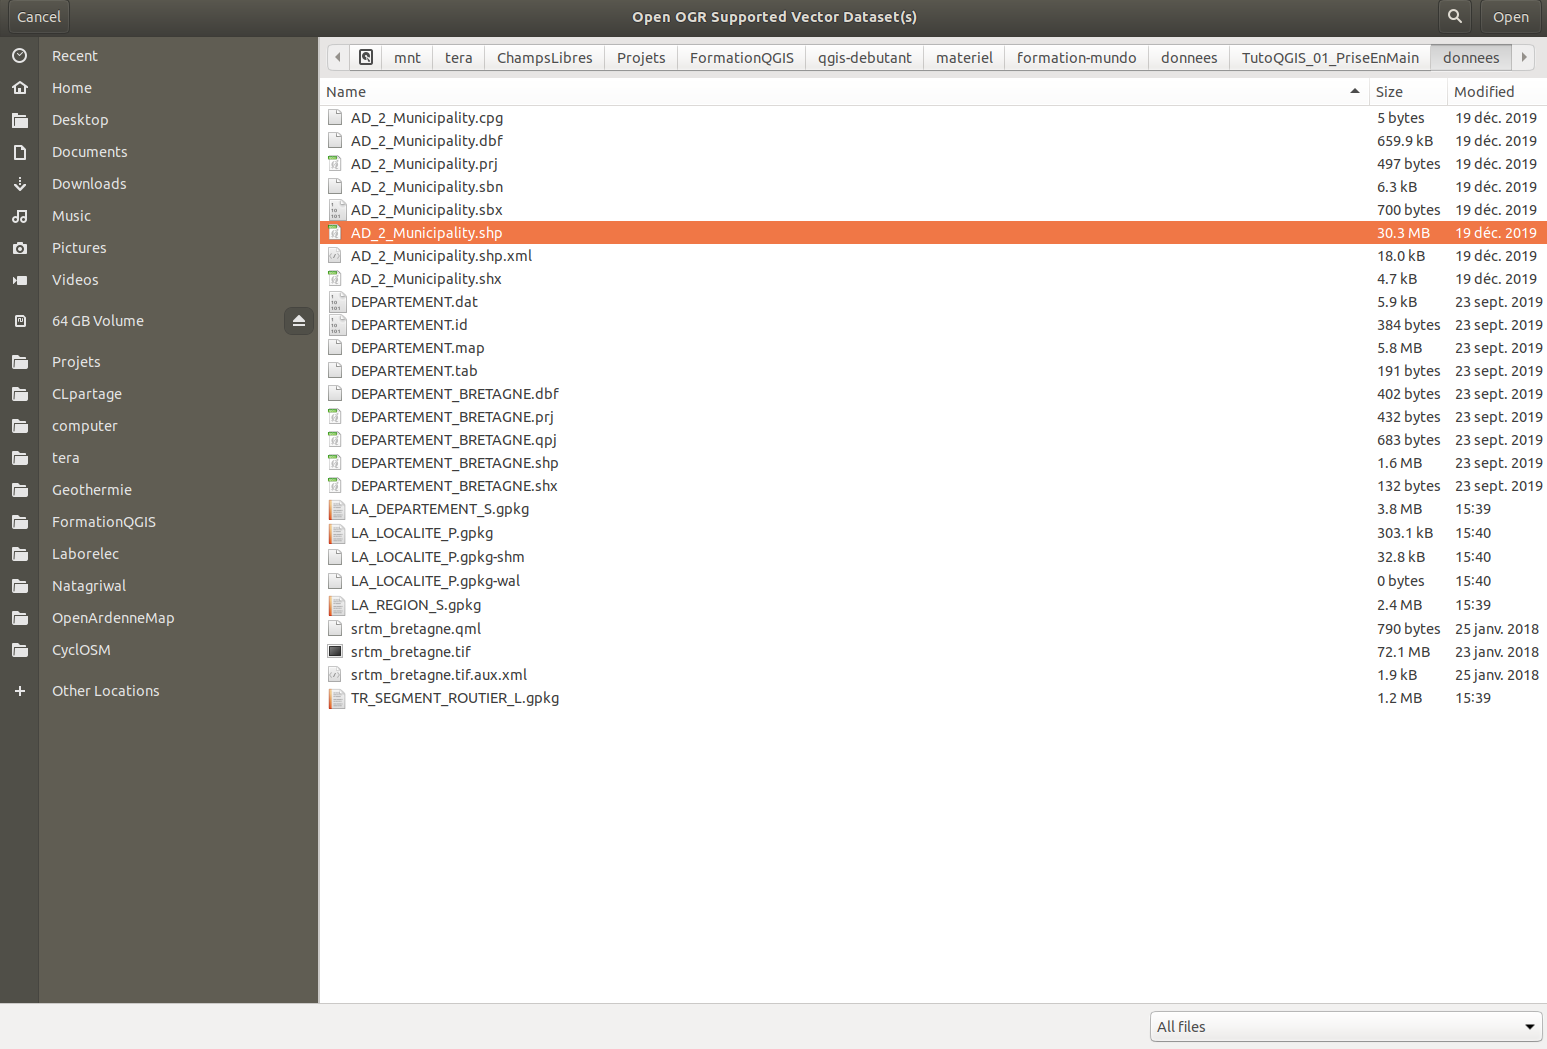 Cancel Open OGR Supported Vector Dataset(s) Open
mnt tera ChampsLibres Projets FormationQGIS qgis-debutant materiel formation-mundo donnees TutoQGIS_01_PriseEnMain donnees
Recent
Home
Desktop
Documents
Downloads
Music
Pictures
Videos
64 GB Volume
Projets
CLpartage
computer
tera
Geothermie
FormationQGIS
Laborelec
Natagriwal
OpenArdenneMap
CyclOSM
Other Locations
Name Size Modified
AD_2_Municipality.cpg 5 bytes 19 déc. 2019
AD_2_Municipality.dbf 659.9 kB 19 déc. 2019
AD_2_Municipality.prj 497 bytes 19 déc. 2019
AD_2_Municipality.sbn 6.3 kB 19 déc. 2019
AD_2_Municipality.sbx 700 bytes 19 déc. 2019
AD_2_Municipality.shp 30.3 MB 19 déc. 2019
AD_2_Municipality.shp.xml 18.0 kB 19 déc. 2019
AD_2_Municipality.shx 4.7 kB 19 déc. 2019
DEPARTEMENT.dat 5.9 kB 23 sept. 2019
DEPARTEMENT.id 384 bytes 23 sept. 2019
DEPARTEMENT.map 5.8 MB 23 sept. 2019
DEPARTEMENT.tab 191 bytes 23 sept. 2019
DEPARTEMENT_BRETAGNE.dbf 402 bytes 23 sept. 2019
DEPARTEMENT_BRETAGNE.prj 432 bytes 23 sept. 2019
DEPARTEMENT_BRETAGNE.qpj 683 bytes 23 sept. 2019
DEPARTEMENT_BRETAGNE.shp 1.6 MB 23 sept. 2019
DEPARTEMENT_BRETAGNE.shx 132 bytes 23 sept. 2019
LA_DEPARTEMENT_S.gpkg 3.8 MB 15:39
LA_LOCALITE_P.gpkg 303.1 kB 15:40
LA_LOCALITE_P.gpkg-shm 32.8 kB 15:40
LA_LOCALITE_P.gpkg-wal 0 bytes 15:40
LA_REGION_S.gpkg 2.4 MB 15:39
srtm_bretagne.qml 790 bytes 25 janv. 2018
srtm_bretagne.tif 72.1 MB 23 janv. 2018
srtm_bretagne.tif.aux.xml 1.9 kB 25 janv. 2018
TR_SEGMENT_ROUTIER_L.gpkg 1.2 MB 15:39
All files